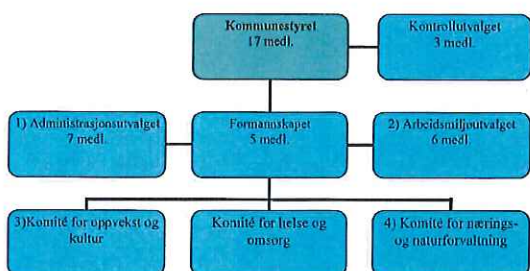 Kommunestyret
17 medl.
Kontrollutvalget
3 medl.
1) Administrasjonsutvalget
7 medl.
Formannskapet
5 medl.
2) Arbeidsmiljøutvalget
6 medl.
3)Komité for oppvekst og
kultur
Komité for helse og
omsorg
4) Komité for nærings-
og naturforvaltning